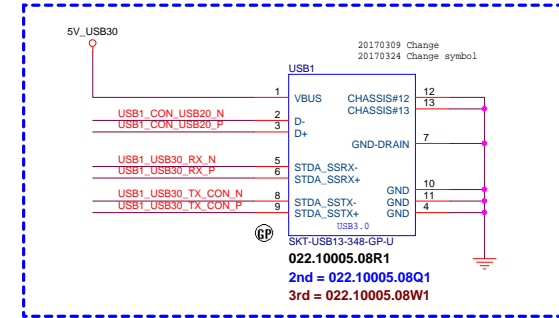 5V_USB30
20170309 Change
20170324 Change symbol
USB1
1 VBUS CHASSIS#12 12
CHASSIS#13 13
USB1_CON_USB20_N 2 D-
USB1_CON_USB20_P 3 D+
GND-DRAIN 7
USB1_USB30_RX_N 5 STDA_SSRX-
USB1_USB30_RX_P 6 STDA_SSRX+
GND 10
USB1_USB30_TX_CON_N 8 STDA_SSTX- GND 11
USB1_USB30_TX_CON_P 9 STDA_SSTX+ GND 4
USB3.0
GP
SKT-USB13-348-GP-U
022.10005.08R1
2nd = 022.10005.08Q1
3rd = 022.10005.08W1